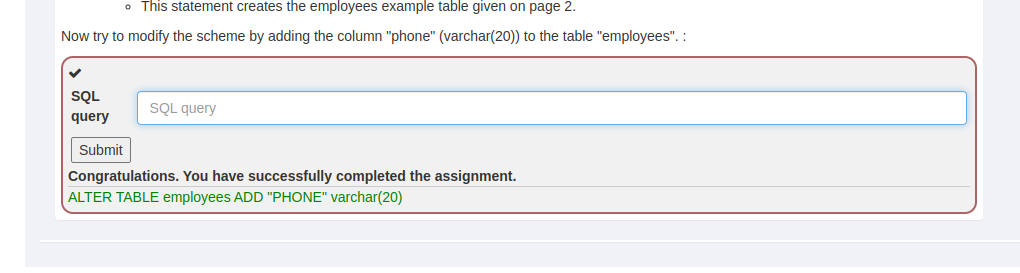 This statement creates the employees example table given on page 2.
Now try to modify the scheme by adding the column "phone" (varchar(20)) to the table "employees". :
SQL query
SQL query
Submit
Congratulations. You have successfully completed the assignment.
ALTER TABLE employees ADD "PHONE" varchar(20)